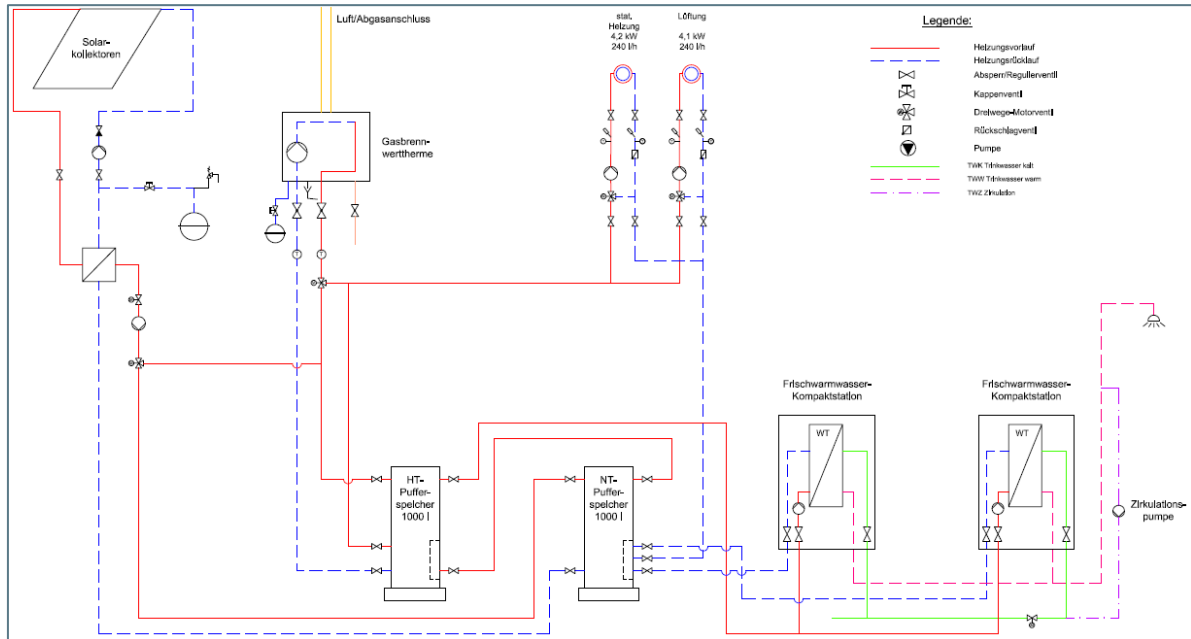 Solar-
kollektoren
Luft/Abgasanschluss
Gasbrenn-
werttherme
stat,
Heizung
4,2 kW
240 l/h
Lüftung
4,1 kW
240 l/h
Legende:
Heizungsvorlauf
Heizungsrücklauf
Absperr/Regulierventil
Kappenventil
Dreiwege-Motorventil
Rückschlagventil
Pumpe
TWK Trinkwasser kalt
TWW Trinkwasser warm
TWZ Zirkulation
HT-
Puffer-
speicher
1000 l
NT-
Puffer-
speicher
1000 l
Frischwarmwasser-
Kompaktstation
WT
Frischwarmwasser-
Kompaktstation
WT
Zirkulations-
pumpe